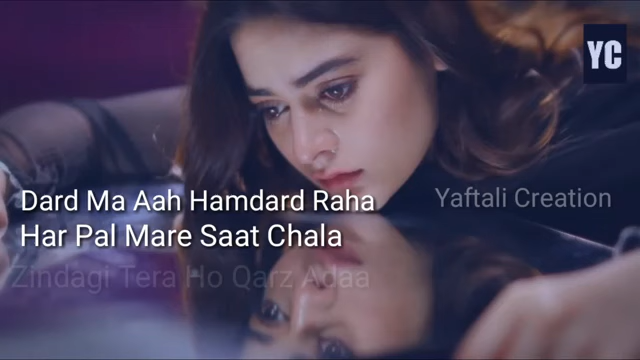 YC
Dard Ma Aah Hamdard Raha
Yaftali Creation
Har Pal Mare Saat Chala
Zindagi Tera Ho Qarz Adaa